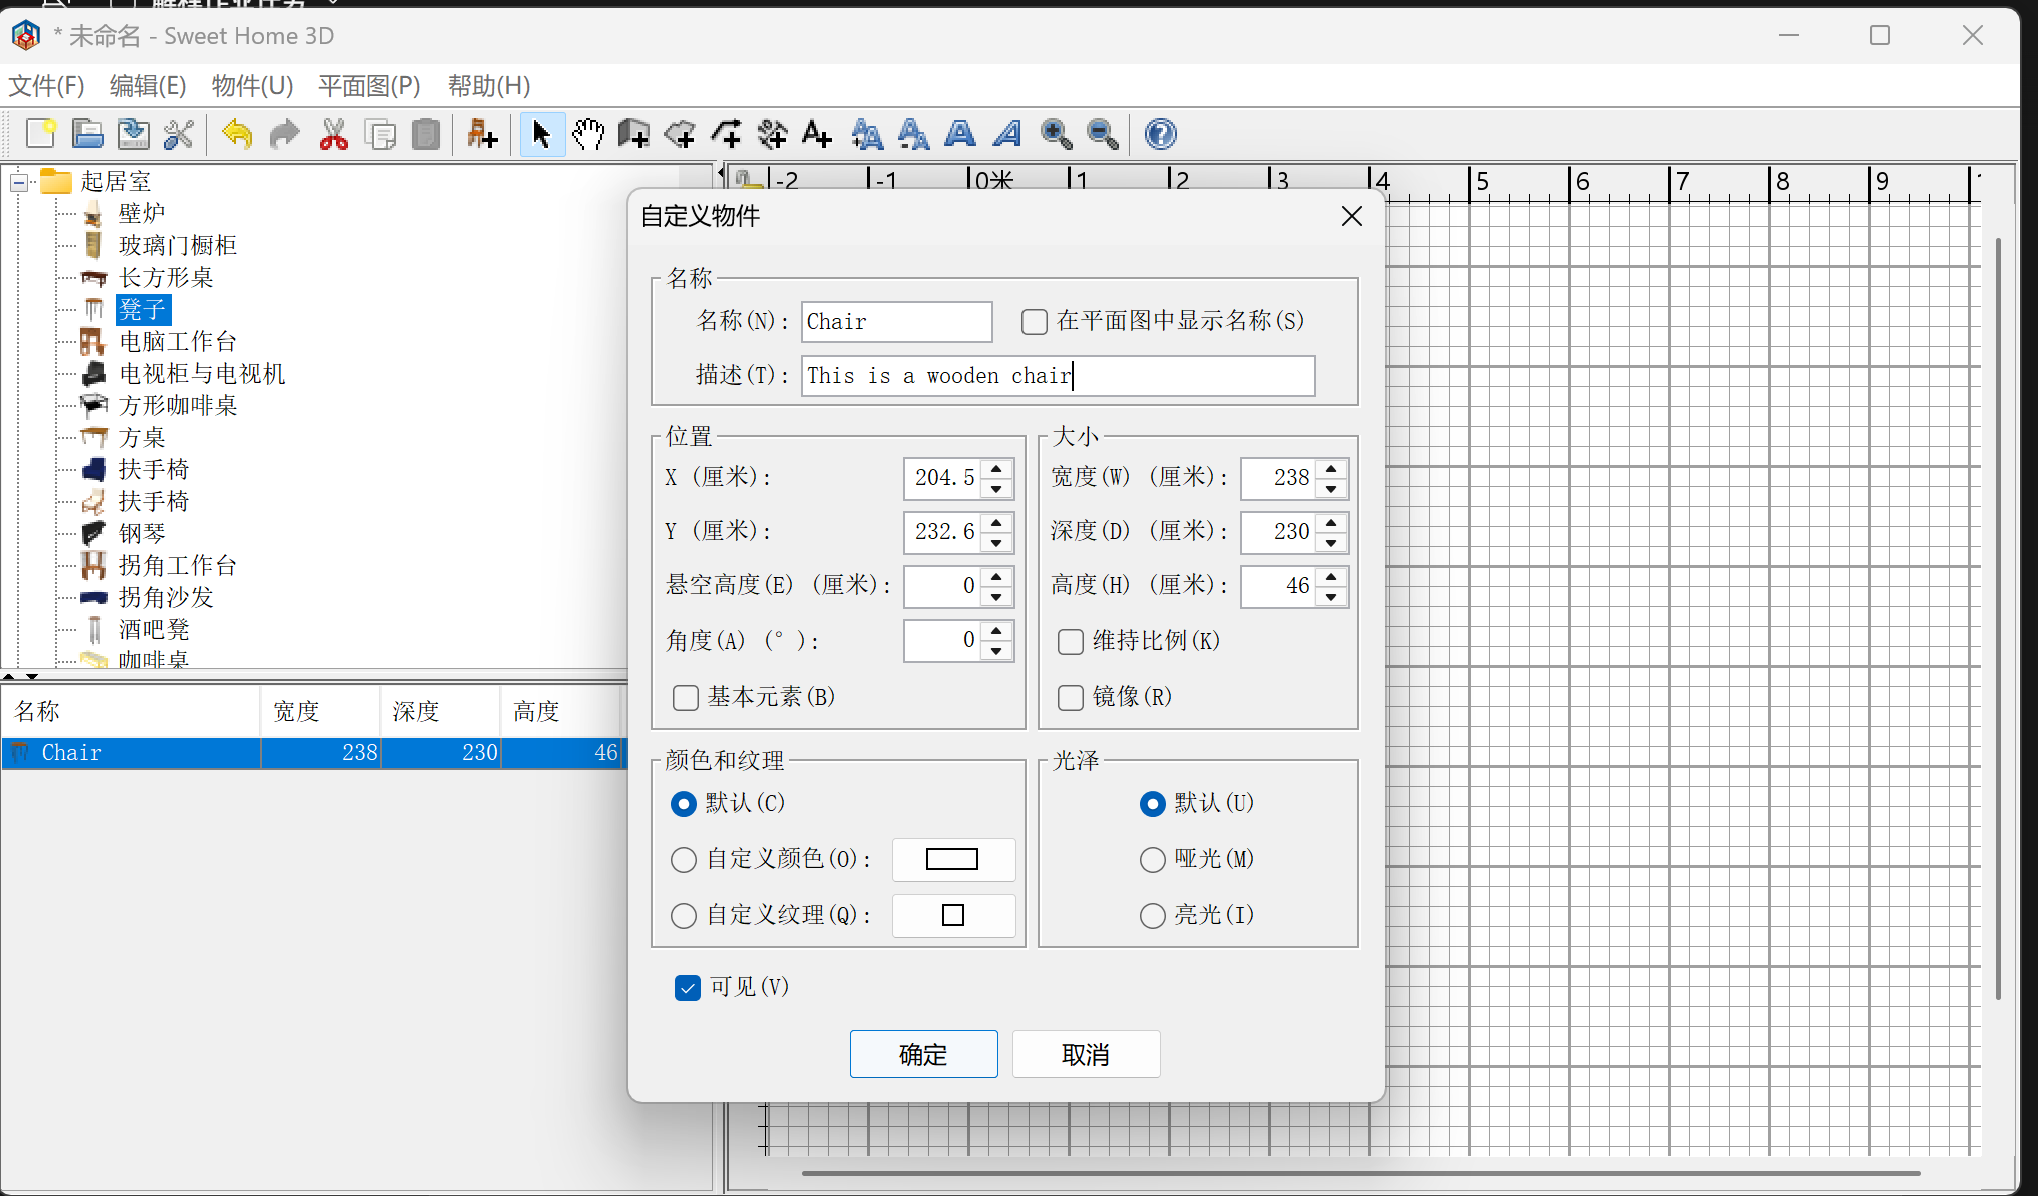 * 未命名 - Sweet Home 3D
文件(F) 编辑(E) 物件(U) 平面图(P) 帮助(H)
起居室
壁炉
玻璃门橱柜
长方形桌
凳子
电脑工作台
电视柜与电视机
方形咖啡桌
方桌
扶手椅
扶手椅
钢琴
拐角工作台
拐角沙发
酒吧凳
咖啡桌
名称 宽度 深度 高度
Chair 238 230 46
-2 -1 0米 1 2 3 4 5 6 7 8 9
自定义物件
名称
名称(N): Chair 在平面图中显示名称(S)
描述(T): This is a wooden chair
位置
X (厘米): 204.5
Y (厘米): 232.6
悬空高度(E) (厘米): 0
角度(A) (°): 0
基本元素(B)
大小
宽度(W) (厘米): 238
深度(D) (厘米): 230
高度(H) (厘米): 46
维持比例(K)
镜像(R)
颜色和纹理
默认(C)
自定义颜色(O):
自定义纹理(Q):
光泽
默认(U)
哑光(M)
亮光(I)
可见(V)
确定 取消